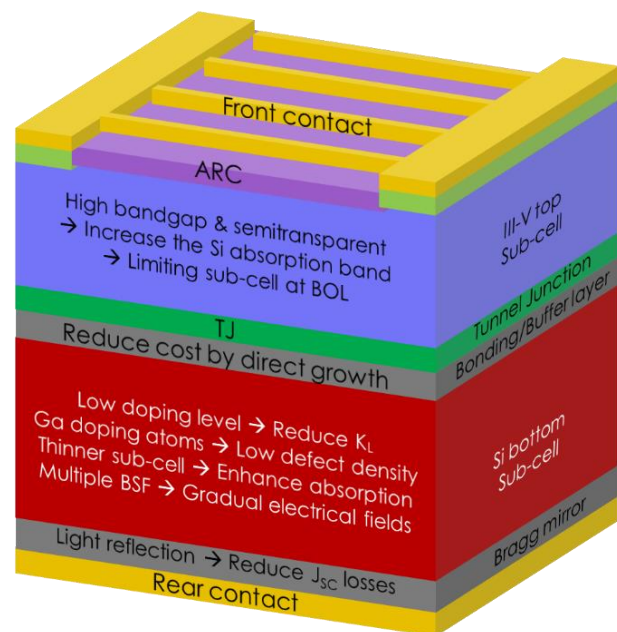 Front contact
ARC
High bandgap & semitransparent
→ Increase the Si absorption band
→ Limiting sub-cell at BOL
III-V top
Sub-cell
TJ
Tunnel Junction
Reduce cost by direct growth
Bonding/Buffer layer
Low doping level → Reduce K_L
Ga doping atoms → Low defect density
Thinner sub-cell → Enhance absorption
Multiple BSF → Gradual electrical fields
Si bottom
Sub-cell
Light reflection → Reduce J_SC losses
Bragg mirror
Rear contact